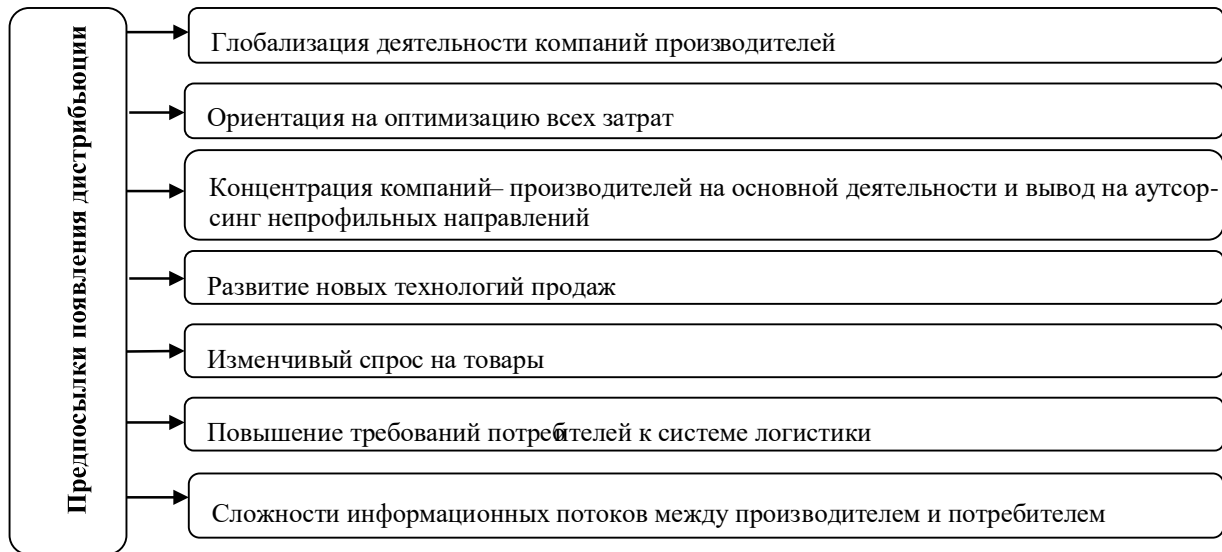 Предпосылки появления дистрибьюции
Глобализация деятельности компаний производителей
Ориентация на оптимизацию всех затрат
Концентрация компаний– производителей на основной деятельности и вывод на аутсор-
синг непрофильных направлений
Развитие новых технологий продаж
Изменчивый спрос на товары
Повышение требований потребителей к системе логистики
Сложности информационных потоков между производителем и потребителем